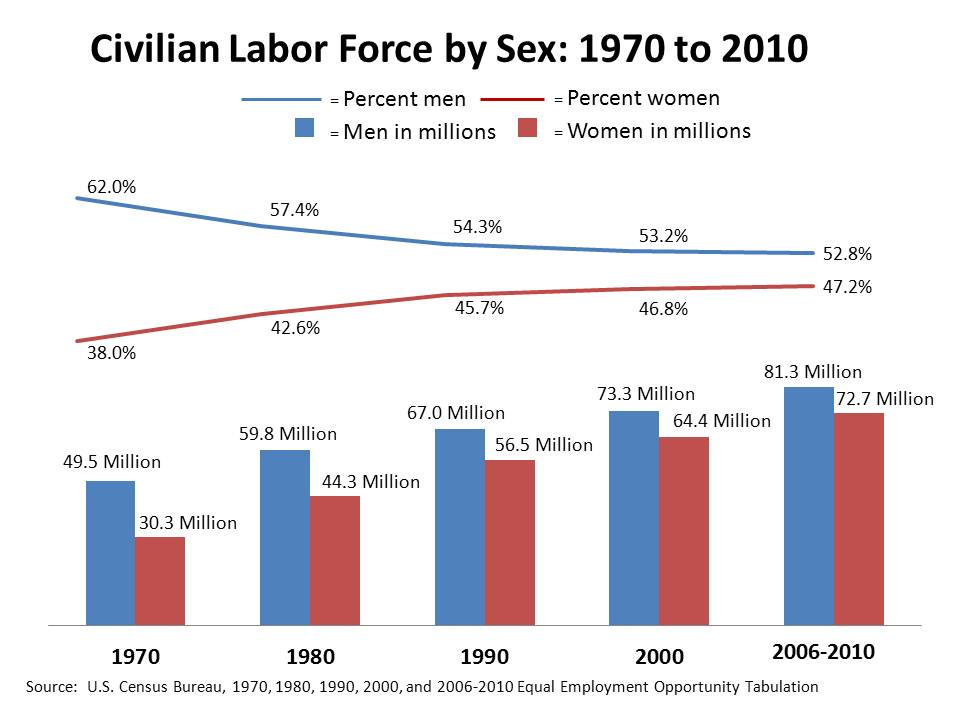 Civilian Labor Force by Sex: 1970 to 2010
= Percent men = Percent women
= Men in millions = Women in millions
62.0%
57.4%
54.3%
53.2%
52.8%
38.0%
42.6%
45.7%
46.8%
47.2%
49.5 Million
30.3 Million
59.8 Million
44.3 Million
67.0 Million
56.5 Million
73.3 Million
64.4 Million
81.3 Million
72.7 Million
1970 1980 1990 2000 2006-2010
Source: U.S. Census Bureau, 1970, 1980, 1990, 2000, and 2006-2010 Equal Employment Opportunity Tabulation